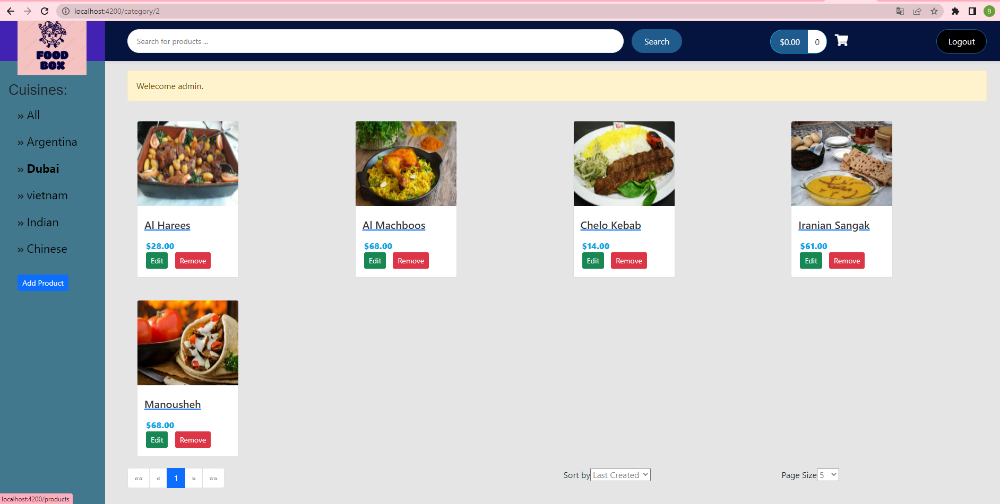 localhost:4200/category/2
B
FOOD
BOX
Search for products ...
Search
$0.00 0
Logout
Welecome admin.
Cuisines:
» All
» Argentina
» Dubai
» vietnam
» Indian
» Chinese
Add Product
Al Harees
$28.00
Edit Remove
Al Machboos
$68.00
Edit Remove
Chelo Kebab
$14.00
Edit Remove
Iranian Sangak
$61.00
Edit Remove
Manousheh
$68.00
Edit Remove
«« « 1 » »»
Sort by Last Created
Page Size 5
localhost:4200/products